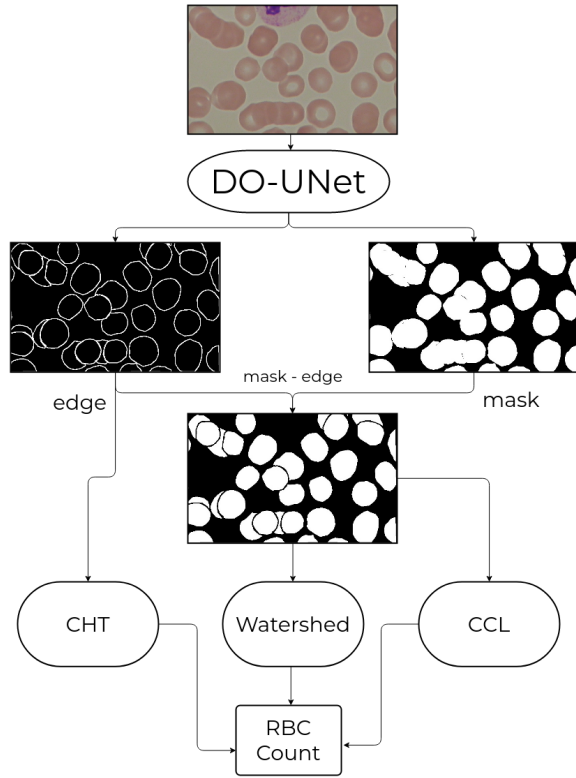 DO-UNet
mask - edge
edge
mask
CHT
Watershed
CCL
RBC
Count